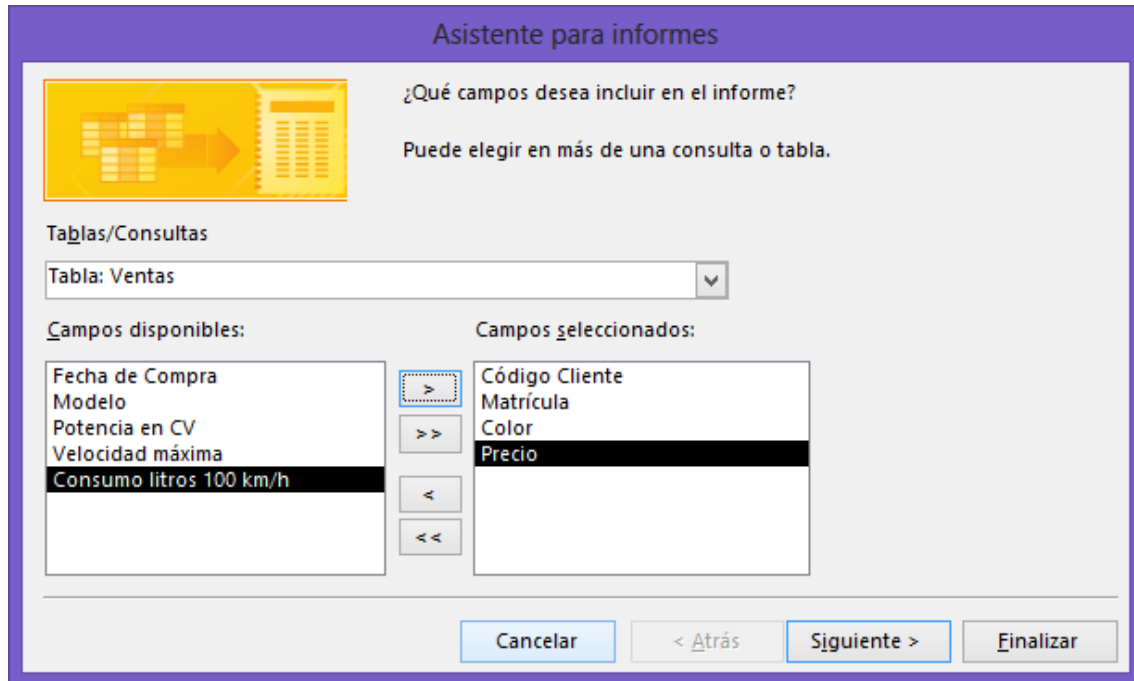 Asistente para informes
¿Qué campos desea incluir en el informe?
Puede elegir en más de una consulta o tabla.
Tablas/Consultas
Tabla: Ventas
Campos disponibles:
Fecha de Compra
Modelo
Potencia en CV
Velocidad máxima
Consumo litros 100 km/h
>
>>
<
<<
Campos seleccionados:
Código Cliente
Matrícula
Color
Precio
Cancelar
< Atrás
Siguiente >
Finalizar